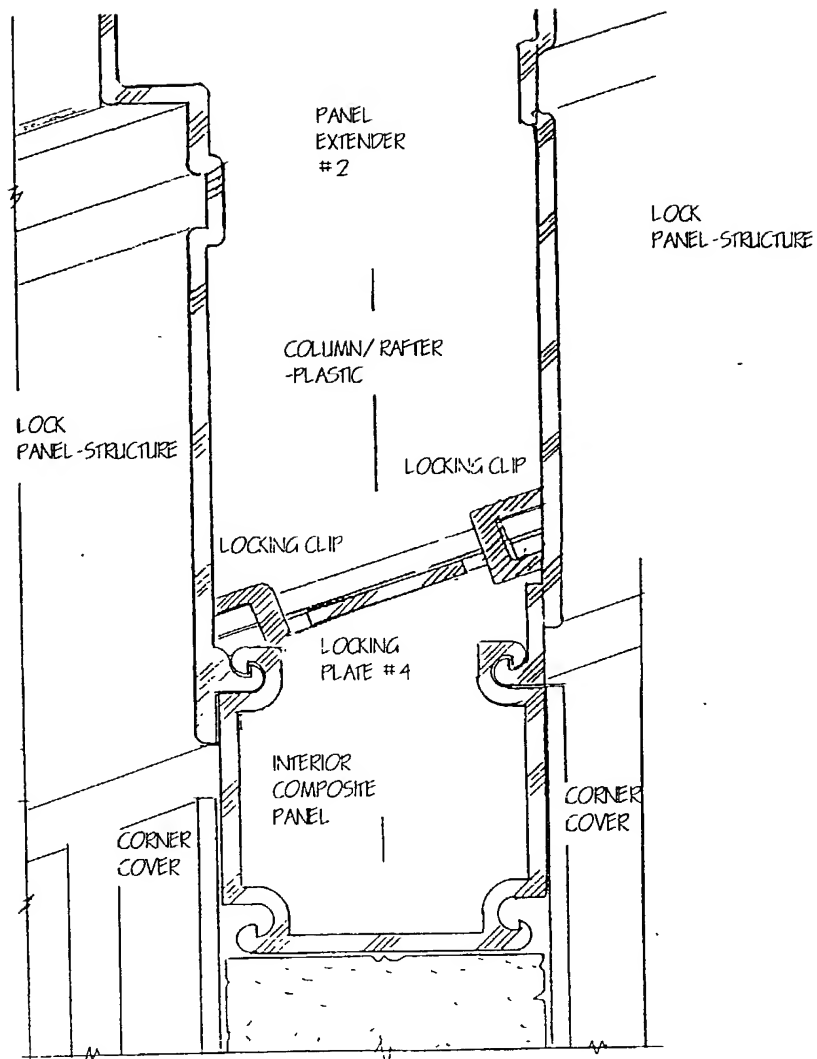 PANEL
EXTENDER
#2
LOCK
PANEL-STRUCTURE
COLUMN/RAFTER
-PLASTIC
LOCK
PANEL-STRUCTURE
LOCKING CLIP
LOCKING CLIP
LOCKING
PLATE #4
INTERIOR
COMPOSITE
PANEL
CORNER
COVER
CORNER
COVER